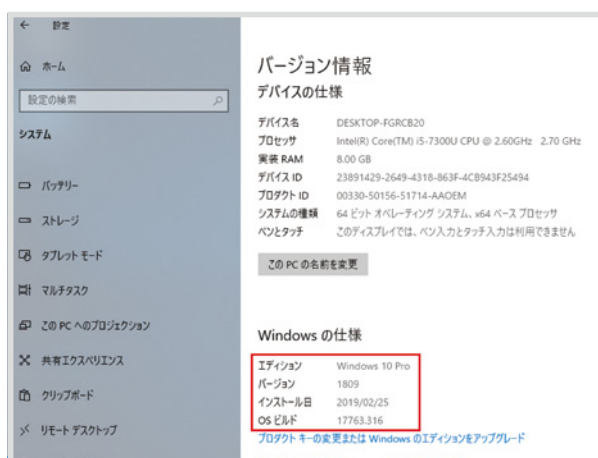 設定
ホーム
設定の検索
システム
バッテリー
ストレージ
タブレット モード
マルチタスク
この PC へのプロジェクション
共有エクスペリエンス
クリップボード
リモート デスクトップ
バージョン情報
デバイスの仕様
デバイス名 DESKTOP-FGRCB20
プロセッサ Intel(R) Core(TM) i5-7300U CPU @ 2.60GHz 2.70 GHz
実装 RAM 8.00 GB
デバイス ID 23891429-2649-4318-863F-4CB943F25494
プロダクト ID 00330-50156-51714-AAOEM
システムの種類 64 ビット オペレーティング システム、x64 ベース プロセッサ
ペンとタッチ このディスプレイでは、ペン入力とタッチ入力は利用できません
この PC の名前を変更
Windows の仕様
エディション Windows 10 Pro
バージョン 1809
インストール日 2019/02/25
OS ビルド 17763.316
プロダクト キーの変更または Windows のエディションをアップグレード